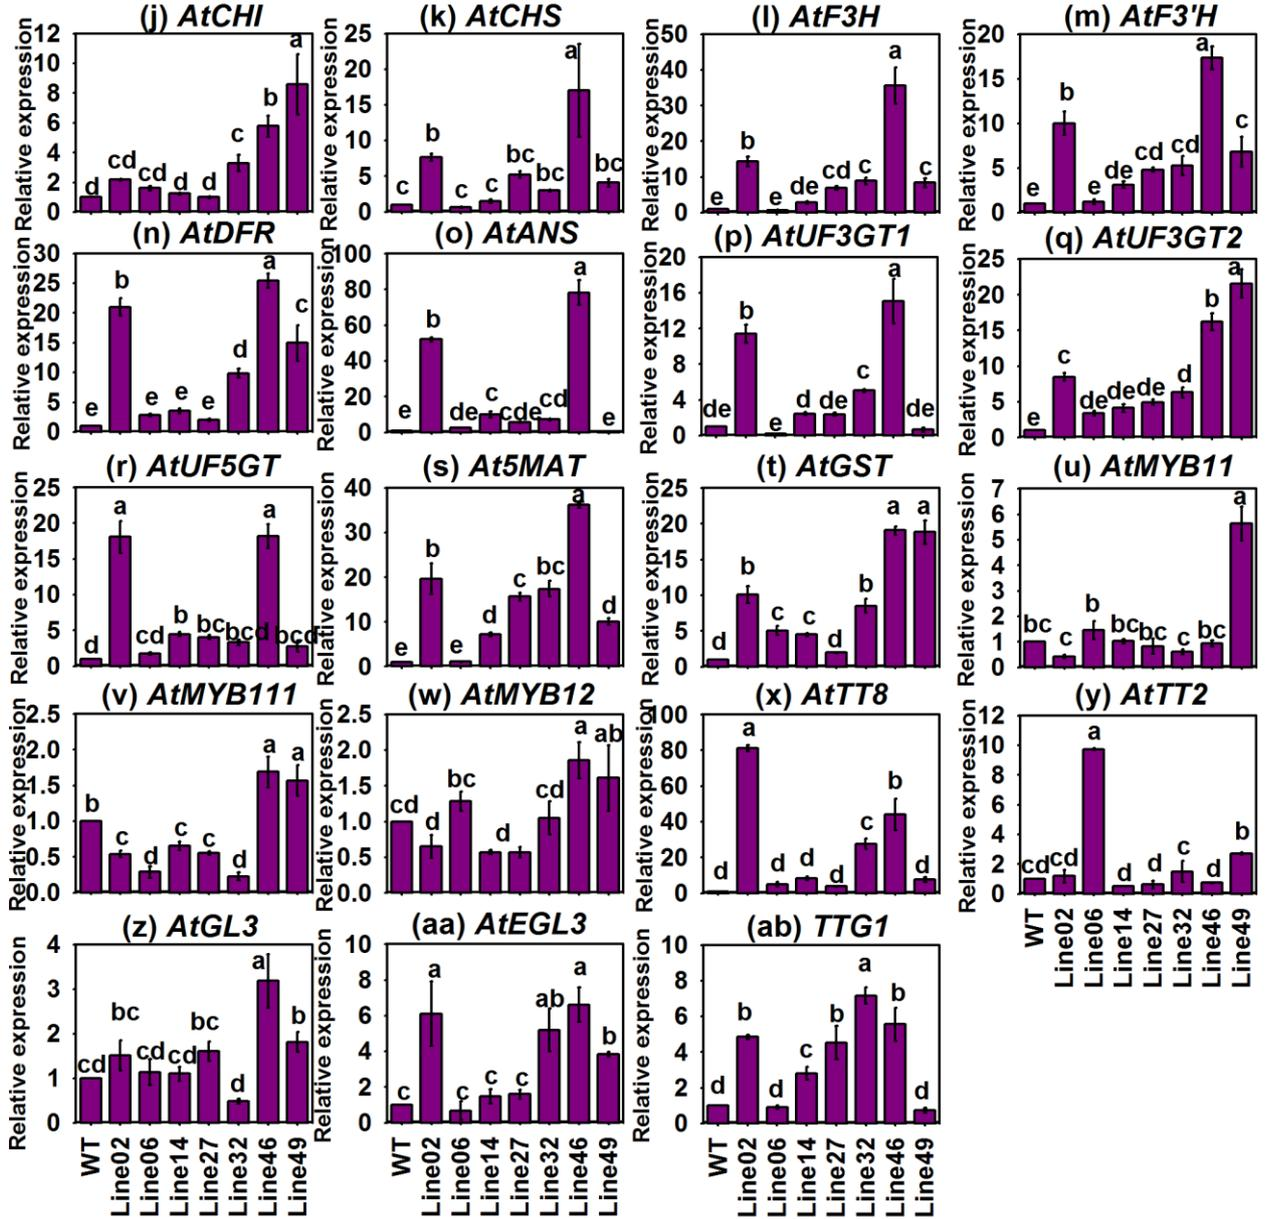 (j) AtCHI
Relative expression
12
10
8
6
4
2
0
d cd cd d d c b a
(k) AtCHS
Relative expression
25
20
15
10
5
0
c b c c bc bc a bc
(l) AtF3H
Relative expression
50
40
30
20
10
0
e b e de cd c a c
(m) AtF3'H
Relative expression
20
15
10
5
0
e b e de cd cd a c
(n) AtDFR
Relative expression
30
25
20
15
10
5
0
e b e e e d a c
(o) AtANS
Relative expression
100
80
60
40
20
0
e b de c cde cd a e
(p) AtUF3GT1
Relative expression
20
16
12
8
4
0
de b e d de c a de
(q) AtUF3GT2
Relative expression
25
20
15
10
5
0
e c de de de d b a
(r) AtUF5GT
Relative expression
25
20
15
10
5
0
d a cd b bc bcd a bcd
(s) At5MAT
Relative expression
40
30
20
10
0
e b e d c bc a d
(t) AtGST
Relative expression
25
20
15
10
5
0
d b c c d b a a
(u) AtMYB11
Relative expression
7
6
5
4
3
2
1
0
bc c b bc bc c bc a
(v) AtMYB111
Relative expression
2.5
2.0
1.5
1.0
0.5
0.0
b c d c c d a a
(w) AtMYB12
Relative expression
2.5
2.0
1.5
1.0
0.5
0.0
cd d bc d cd a ab
(x) AtTT8
Relative expression
100
80
60
40
20
0
d a d d d c b d
(y) AtTT2
Relative expression
12
10
8
6
4
2
0
cd cd a d d c d b
WT Line02 Line06 Line14 Line27 Line32 Line46 Line49
(z) AtGL3
Relative expression
4
3
2
1
0
cd bc cd cd bc d a b
WT Line02 Line06 Line14 Line27 Line32 Line46 Line49
(aa) AtEGL3
Relative expression
10
8
6
4
2
0
c a c c c ab a b
WT Line02 Line06 Line14 Line27 Line32 Line46 Line49
(ab) TTG1
Relative expression
10
8
6
4
2
0
d b d c b a b d
WT Line02 Line06 Line14 Line27 Line32 Line46 Line49